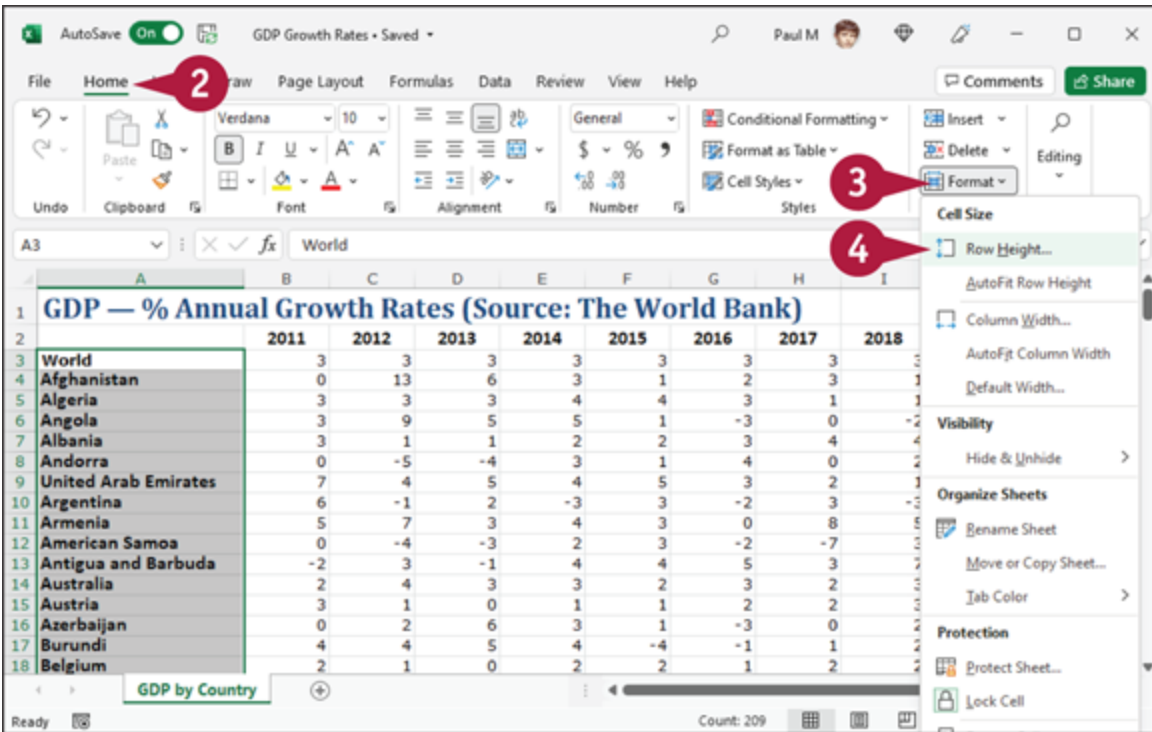 AutoSave On GDP Growth Rates • Saved Paul M
File Home Page Layout Formulas Data Review View Help Comments Share
2
Paste
Verdana 10
B I U A A A
General
$ % 9
Conditional Formatting
Format as Table
Cell Styles
Insert
Delete
Format
Editing
3
Undo Clipboard Font Alignment Number Styles
A3 fx World
4
Cell Size
Row Height...
AutoFit Row Height
Column Width...
AutoFit Column Width
Default Width...
Visibility
Hide & Unhide
Organize Sheets
Rename Sheet
Move or Copy Sheet...
Tab Color
Protection
Protect Sheet...
Lock Cell
A B C D E F G H I
1 GDP — % Annual Growth Rates (Source: The World Bank)
2 2011 2012 2013 2014 2015 2016 2017 2018
3 World 3 3 3 3 3 3 3
4 Afghanistan 0 13 6 3 1 2 3
5 Algeria 3 3 3 4 4 3 1
6 Angola 3 9 5 5 1 -3 0
7 Albania 3 1 1 2 2 3 4
8 Andorra 0 -5 -4 3 1 4 0
9 United Arab Emirates 7 4 5 4 5 3 2
10 Argentina 6 -1 2 -3 3 -2 3
11 Armenia 5 7 3 4 3 0 8
12 American Samoa 0 -4 -3 2 3 -2 -7
13 Antigua and Barbuda -2 3 -1 4 4 5 3
14 Australia 2 4 3 3 2 3 2
15 Austria 3 1 0 1 1 2 2
16 Azerbaijan 0 2 6 3 1 -3 0
17 Burundi 4 4 5 4 -4 -1 1
18 Belgium 2 1 0 2 2 1 2
GDP by Country
Ready Count: 209